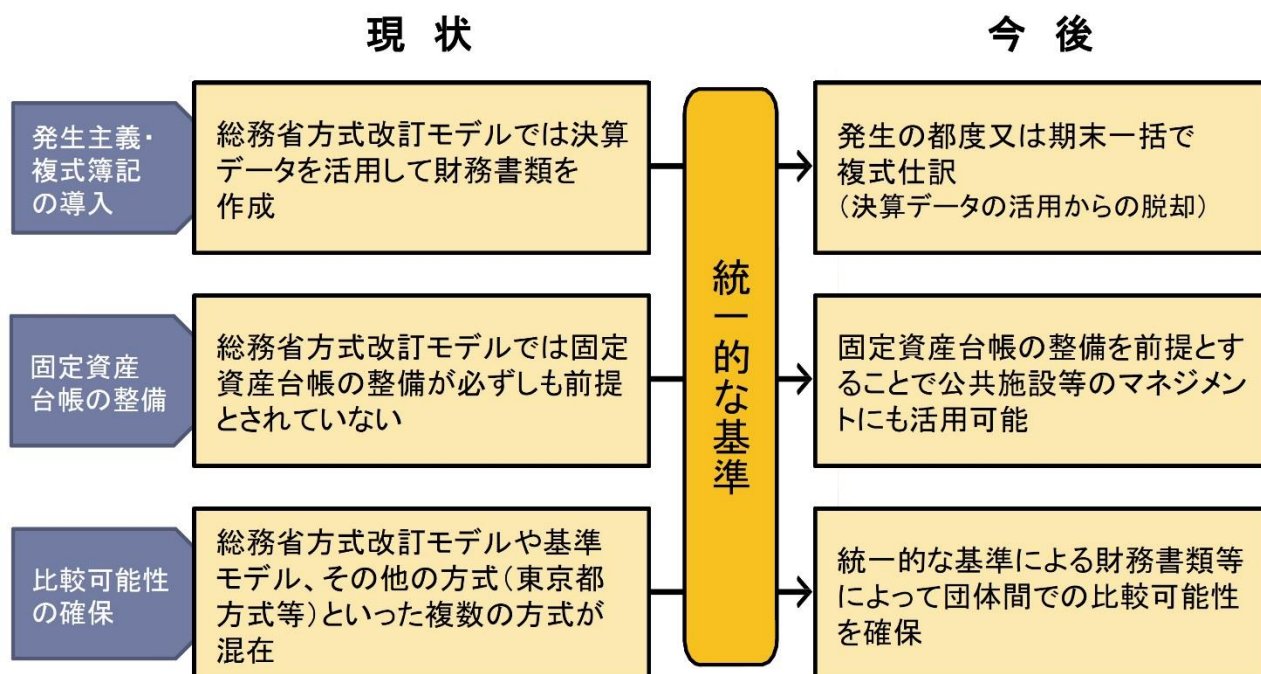 現 状
今 後
発生主義・
複式簿記
の導入
総務省方式改訂モデルでは決算
データを活用して財務書類を
作成
発生の都度又は期末一括で
複式仕訳
（決算データの活用からの脱却）
統一的な基準
固定資産
台帳の整備
総務省方式改訂モデルでは固定
資産台帳の整備が必ずしも前提
とされていない
固定資産台帳の整備を前提とす
ることで公共施設等のマネジメン
トにも活用可能
比較可能性
の確保
総務省方式改訂モデルや基準
モデル、その他の方式（東京都
方式等）といった複数の方式が
混在
統一的な基準による財務書類等
によって団体間での比較可能性
を確保